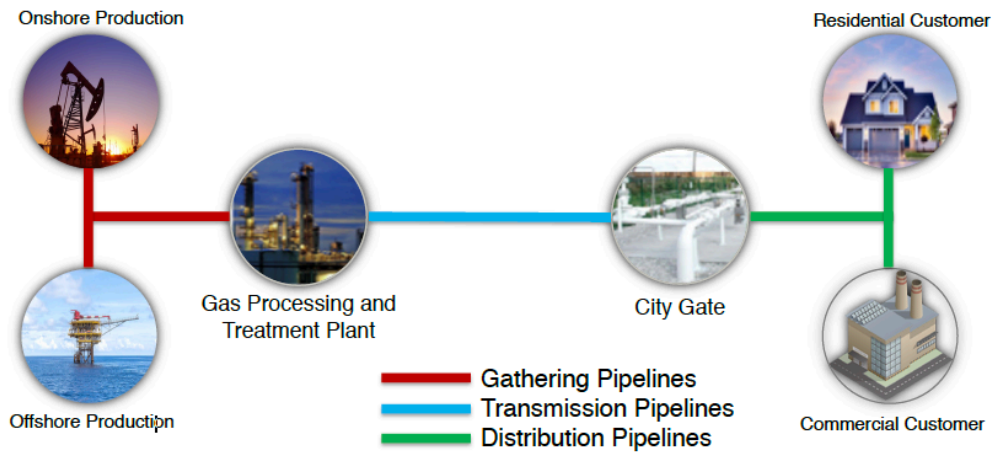 Onshore Production
Residential Customer
Gas Processing and
Treatment Plant
City Gate
Offshore Production
Commercial Customer
Gathering Pipelines
Transmission Pipelines
Distribution Pipelines